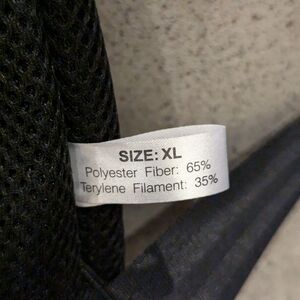 SIZE: XL
Polyester Fiber: 65%
Terylene Filament: 35%